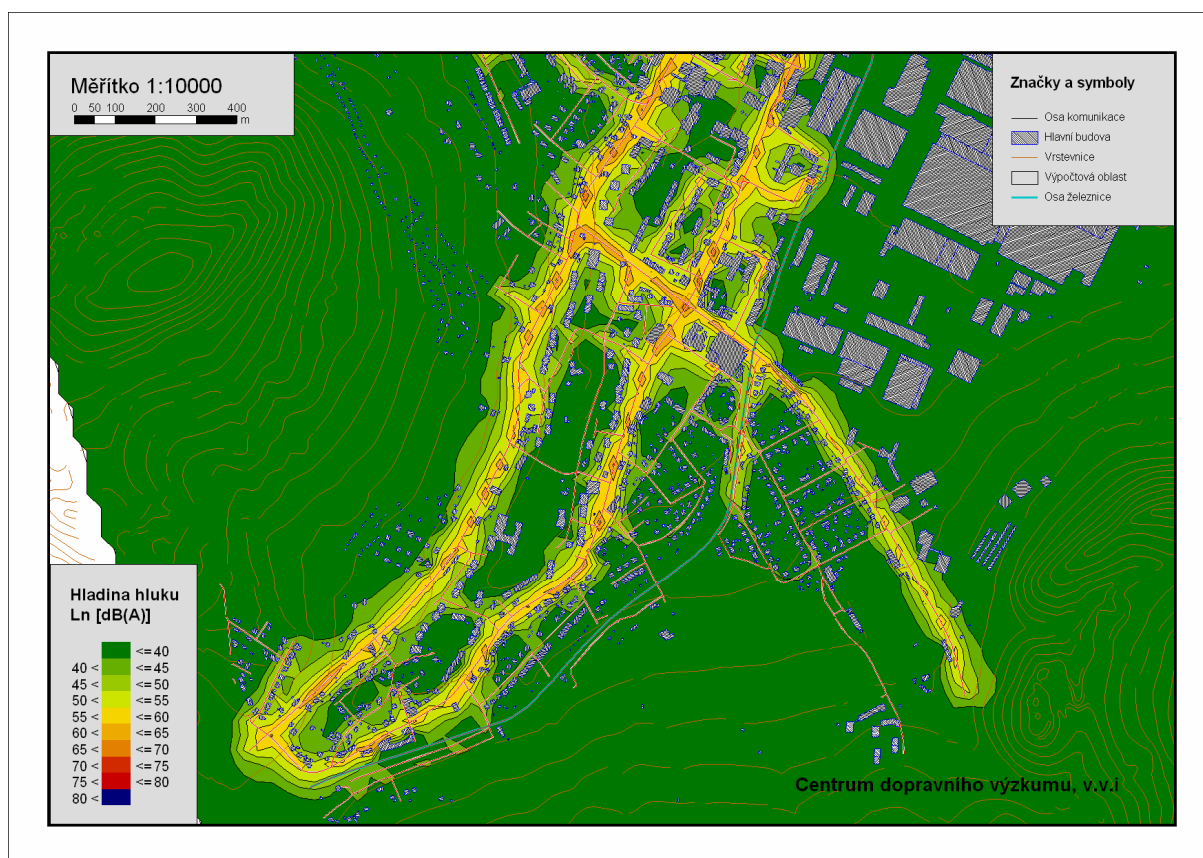 Měřítko 1:10000
0 50 100 200 300 400
m
Značky a symboly
Osa komunikace
Hlavní budova
Vrstevnice
Výpočtová oblast
Osa železnice
Hladina hluku
Ln [dB(A)]
<=40
40 < <=45
45 < <=50
50 < <=55
55 < <=60
60 < <=65
65 < <=70
70 < <=75
75 < <=80
80 <
Centrum dopravního výzkumu, v.v.i